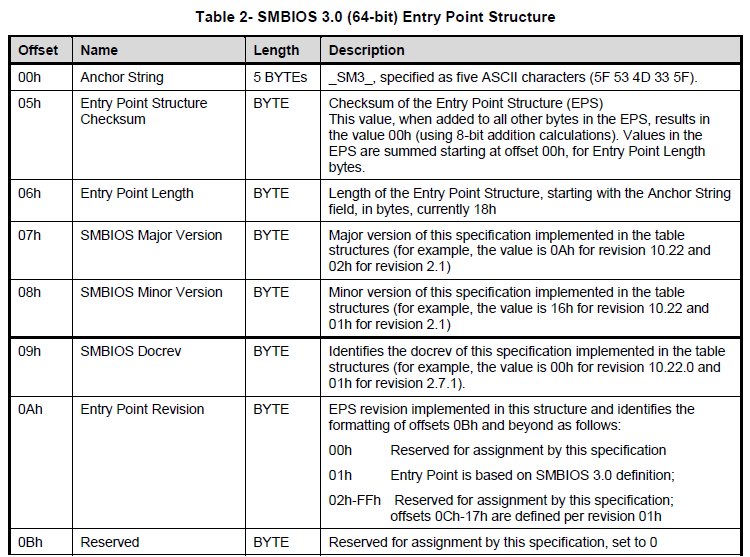 Table 2- SMBIOS 3.0 (64-bit) Entry Point Structure
Offset Name Length Description
00h Anchor String 5 BYTEs _SM3_, specified as five ASCII characters (5F 53 4D 33 5F).
05h Entry Point Structure Checksum BYTE Checksum of the Entry Point Structure (EPS)
This value, when added to all other bytes in the EPS, results in
the value 00h (using 8-bit addition calculations). Values in the
EPS are summed starting at offset 00h, for Entry Point Length
bytes.
06h Entry Point Length BYTE Length of the Entry Point Structure, starting with the Anchor String
field, in bytes, currently 18h
07h SMBIOS Major Version BYTE Major version of this specification implemented in the table
structures (for example, the value is 0Ah for revision 10.22 and
02h for revision 2.1)
08h SMBIOS Minor Version BYTE Minor version of this specification implemented in the table
structures (for example, the value is 16h for revision 10.22 and
01h for revision 2.1)
09h SMBIOS Docrev BYTE Identifies the docrev of this specification implemented in the table
structures (for example, the value is 00h for revision 10.22.0 and
01h for revision 2.7.1).
0Ah Entry Point Revision BYTE EPS revision implemented in this structure and identifies the
formatting of offsets 0Bh and beyond as follows:
00h Reserved for assignment by this specification
01h Entry Point is based on SMBIOS 3.0 definition;
02h-FFh Reserved for assignment by this specification;
offsets 0Ch-17h are defined per revision 01h
0Bh Reserved BYTE Reserved for assignment by this specification, set to 0